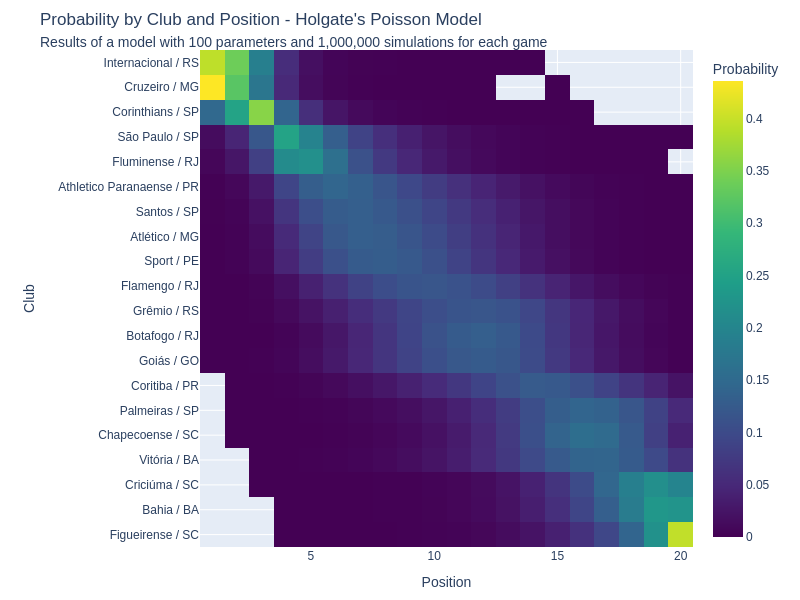 Probability by Club and Position - Holgate's Poisson Model
Results of a model with 100 parameters and 1,000,000 simulations for each game
Probability
Internacional / RS
Cruzeiro / MG
Corinthians / SP
São Paulo / SP
Fluminense / RJ
Athletico Paranaense / PR
Santos / SP
Atlético / MG
Sport / PE
Flamengo / RJ
Grêmio / RS
Botafogo / RJ
Goiás / GO
Coritiba / PR
Palmeiras / SP
Chapecoense / SC
Vitória / BA
Criciúma / SC
Bahia / BA
Figueirense / SC
Club
5
10
15
20
Position
0.4
0.35
0.3
0.25
0.2
0.15
0.1
0.05
0